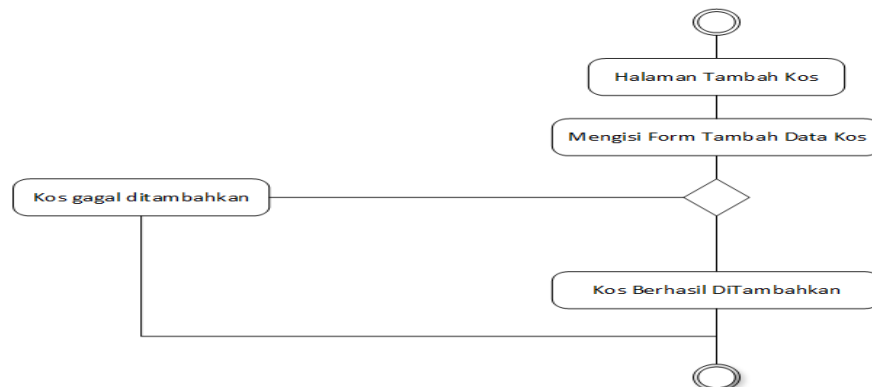 Halaman Tambah Kos
Mengisi Form Tambah Data Kos
Kos gagal ditambahkan
Kos Berhasil DiTambahkan